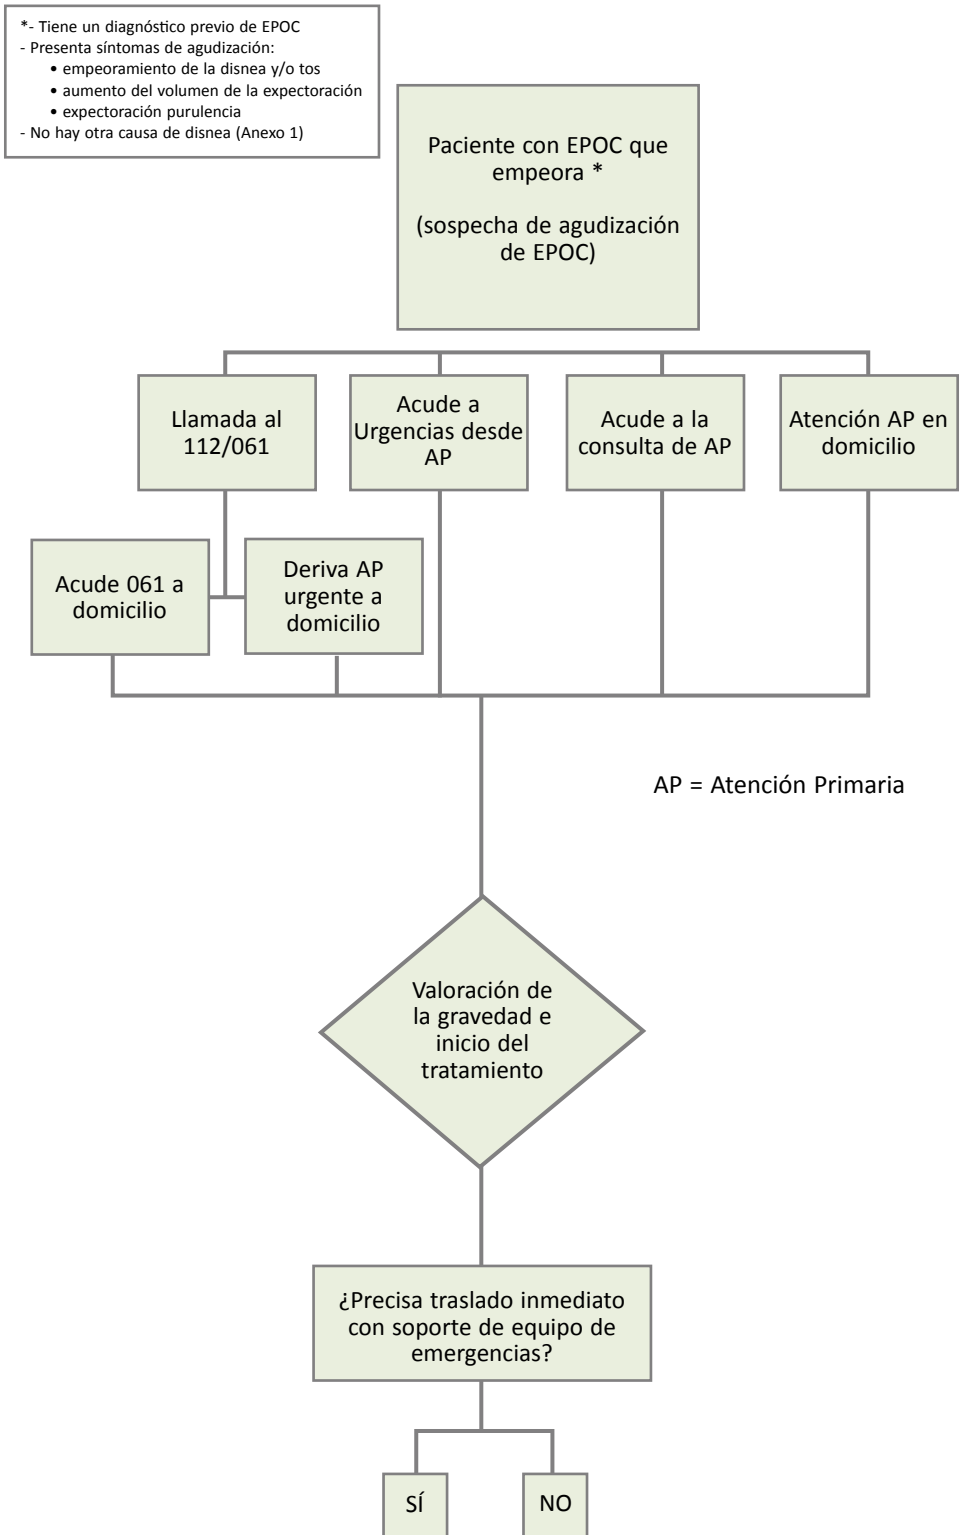 *- Tiene un diagnóstico previo de EPOC
- Presenta síntomas de agudización:
• empeoramiento de la disnea y/o tos
• aumento del volumen de la expectoración
• expectoración purulencia
- No hay otra causa de disnea (Anexo 1)
Paciente con EPOC que
empeora *
(sospecha de agudización
de EPOC)
Llamada al
112/061
Acude a
Urgencias desde
AP
Acude a la
consulta de AP
Atención AP en
domicilio
Acude 061 a
domicilio
Deriva AP
urgente a
domicilio
AP = Atención Primaria
Valoración de
la gravedad e
inicio del
tratamiento
¿Precisa traslado inmediato
con soporte de equipo de
emergencias?
SÍ
NO